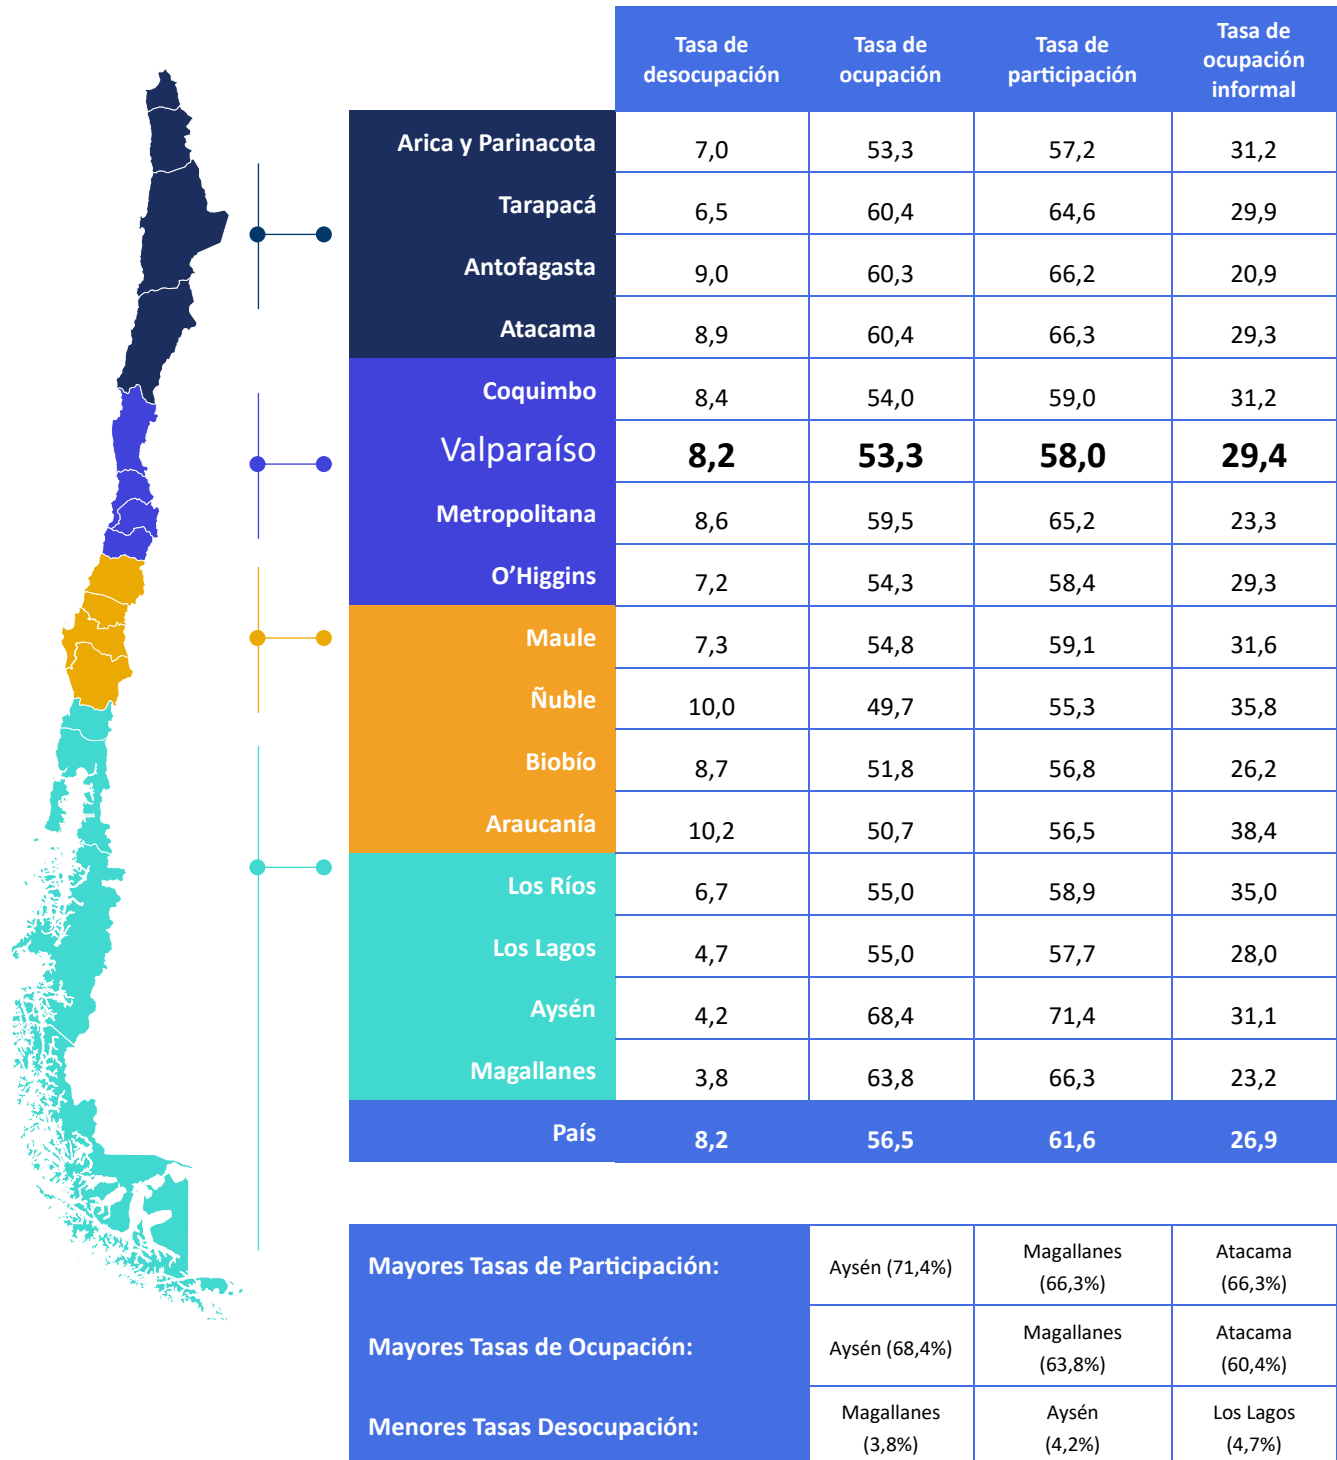 Tasa de desocupación Tasa de ocupación Tasa de participación Tasa de ocupación informal
Arica y Parinacota 7,0 53,3 57,2 31,2
Tarapacá 6,5 60,4 64,6 29,9
Antofagasta 9,0 60,3 66,2 20,9
Atacama 8,9 60,4 66,3 29,3
Coquimbo 8,4 54,0 59,0 31,2
Valparaíso 8,2 53,3 58,0 29,4
Metropolitana 8,6 59,5 65,2 23,3
O’Higgins 7,2 54,3 58,4 29,3
Maule 7,3 54,8 59,1 31,6
Ñuble 10,0 49,7 55,3 35,8
Biobío 8,7 51,8 56,8 26,2
Araucanía 10,2 50,7 56,5 38,4
Los Ríos 6,7 55,0 58,9 35,0
Los Lagos 4,7 55,0 57,7 28,0
Aysén 4,2 68,4 71,4 31,1
Magallanes 3,8 63,8 66,3 23,2
País 8,2 56,5 61,6 26,9
Mayores Tasas de Participación: Aysén (71,4%) Magallanes (66,3%) Atacama (66,3%)
Mayores Tasas de Ocupación: Aysén (68,4%) Magallanes (63,8%) Atacama (60,4%)
Menores Tasas Desocupación: Magallanes (3,8%) Aysén (4,2%) Los Lagos (4,7%)